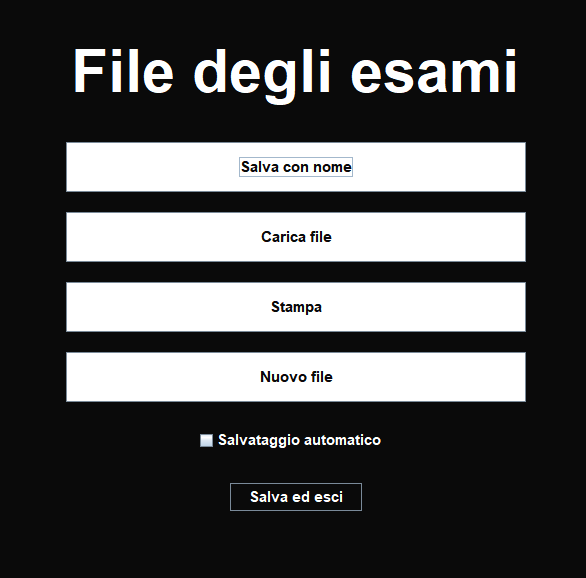 File degli esami
Salva con nome
Carica file
Stampa
Nuovo file
Salvataggio automatico
Salva ed esci